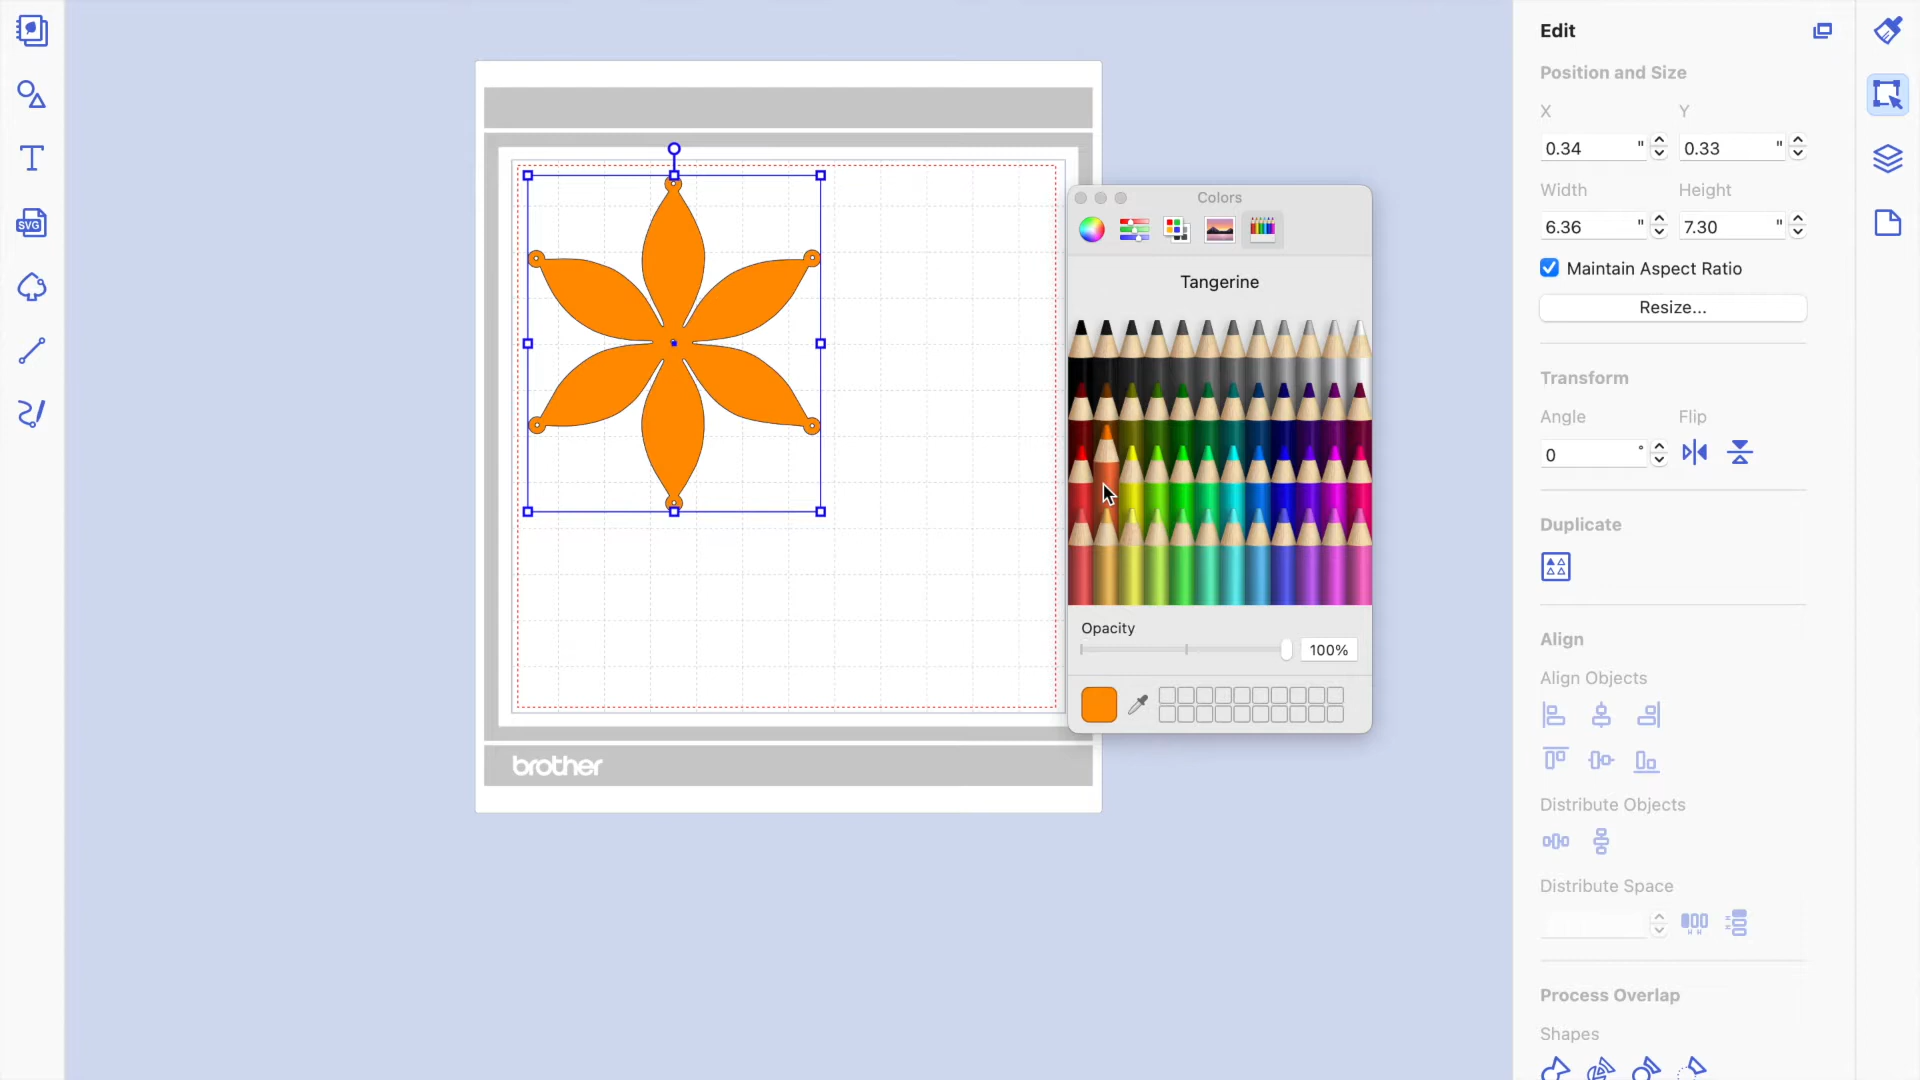 Edit
Position and Size
X Y
0.34 " 0.33 "
Width Height
6.36 " 7.30 "
Maintain Aspect Ratio
Resize...
Transform
Angle Flip
0 °
Duplicate
Align
Align Objects
Distribute Objects
Distribute Space
Process Overlap
Shapes
Colors
Tangerine
Opacity
100%
brother
T
SVG